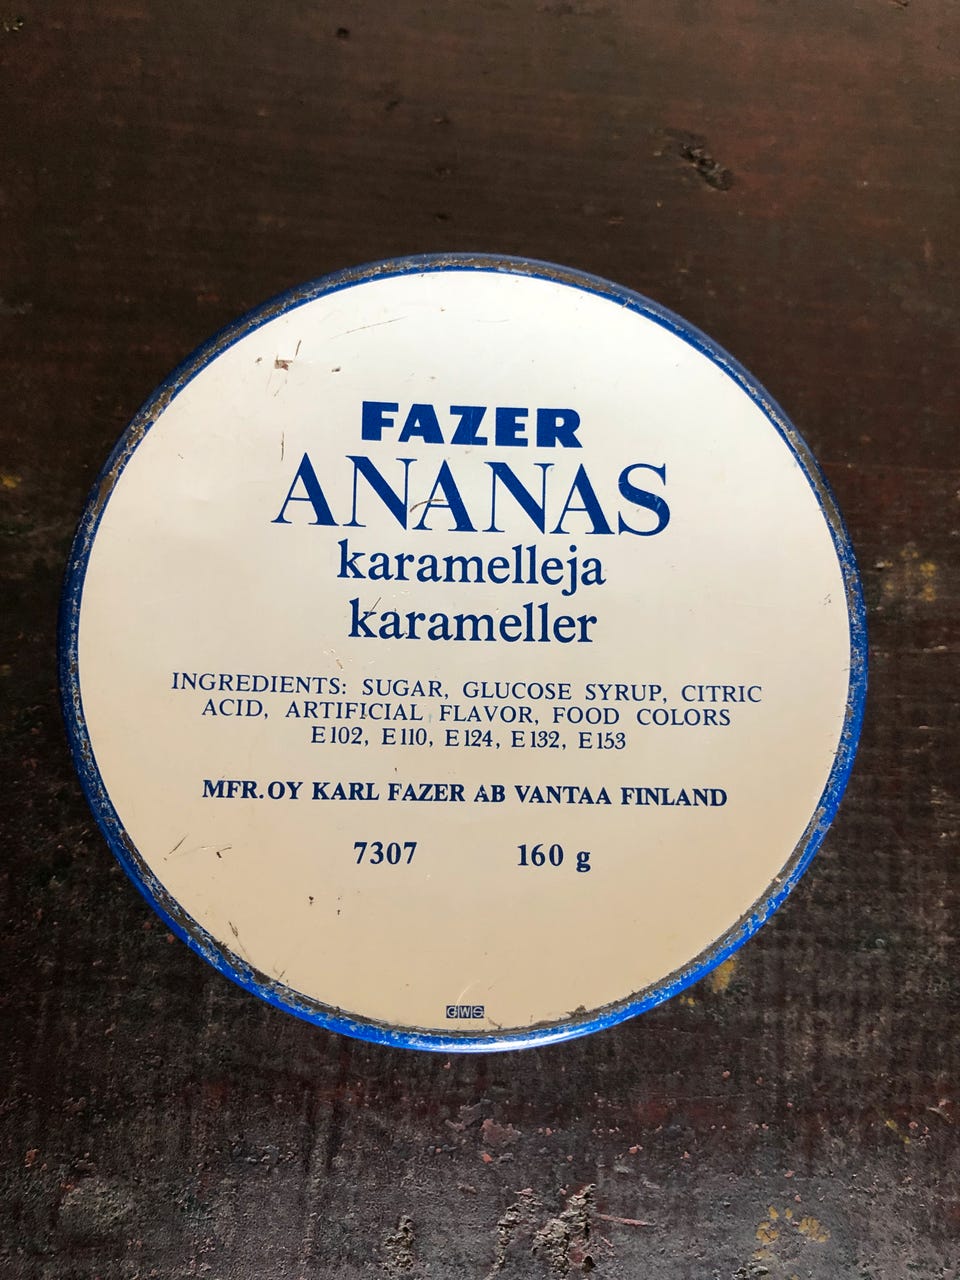 FAZER
ANANAS
karamelleja
karameller
INGREDIENTS: SUGAR, GLUCOSE SYRUP, CITRIC
ACID, ARTIFICIAL FLAVOR, FOOD COLORS
E102, E110, E124, E132, E153
MFR. OY KARL FAZER AB VANTAA FINLAND
7307 160 g
GWS